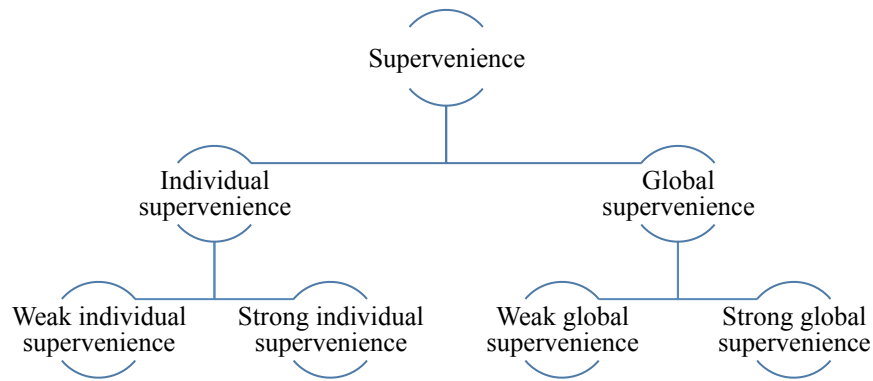 Supervenience
Individual
supervenience
Global
supervenience
Weak individual
supervenience
Strong individual
supervenience
Weak global
supervenience
Strong global
supervenience